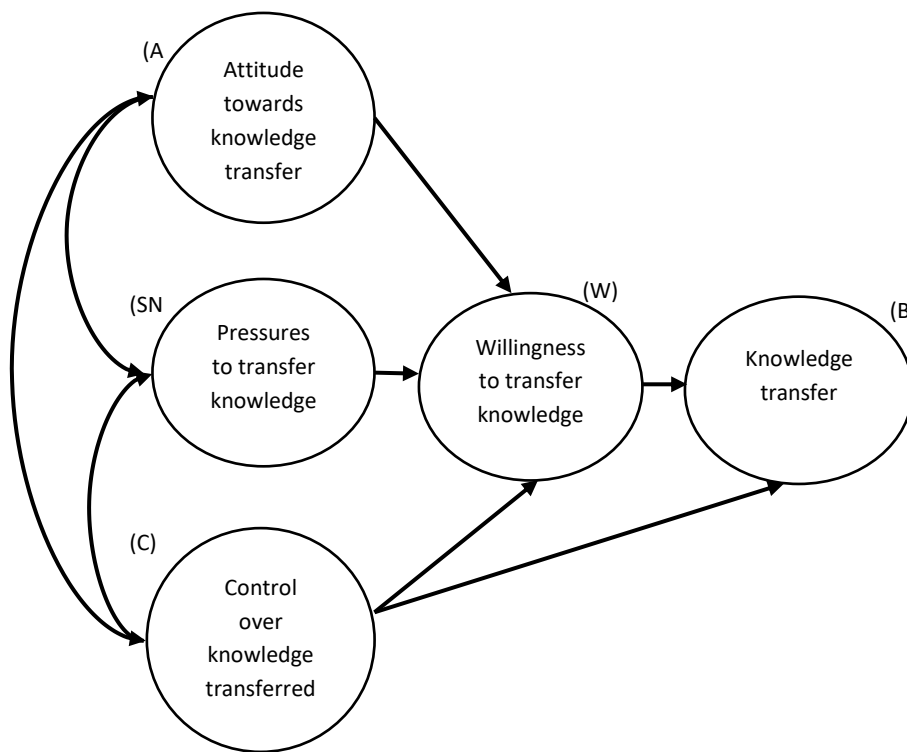 (A
Attitude
towards
knowledge
transfer
(SN
Pressures
to transfer
knowledge
(W)
Willingness
to transfer
knowledge
(B
Knowledge
transfer
(C)
Control
over
knowledge
transferred